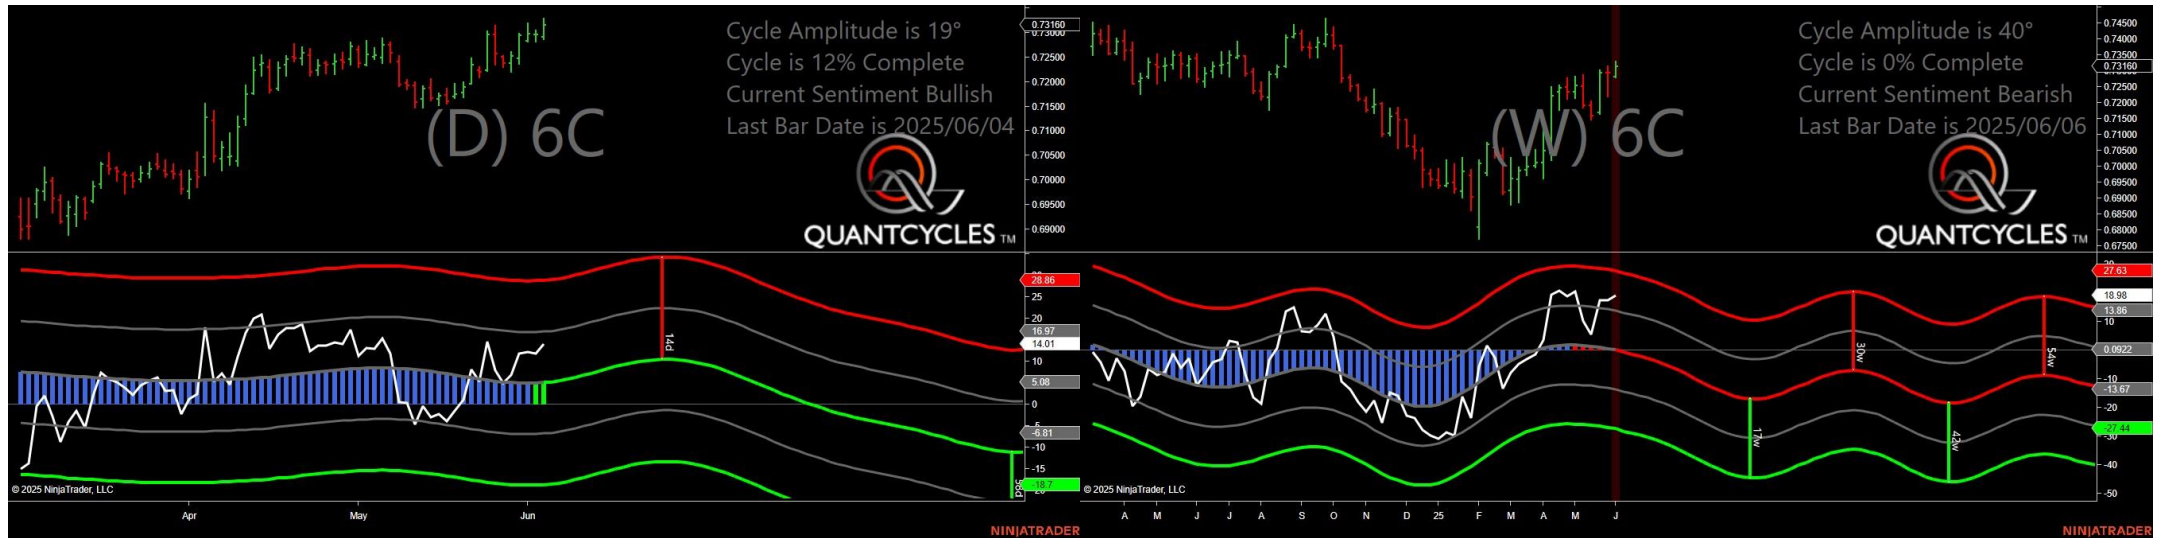 Cycle Amplitude is 19°
Cycle is 12% Complete
Current Sentiment Bullish
Last Bar Date is 2025/06/04
(D) 6C
QUANTCYCLES TM
0.73160
0.73000
0.72500
0.72000
0.71500
0.71000
0.70500
0.70000
0.69500
0.69000
28.86
25
20
16.97
14.01
10
5.08
0
-6.81
-10
-15
-18.7
14d
© 2025 NinjaTrader, LLC
Apr May Jun
NINJATRADER
Cycle Amplitude is 40°
Cycle is 0% Complete
Current Sentiment Bearish
Last Bar Date is 2025/06/06
(W) 6C
QUANTCYCLES TM
0.74500
0.74000
0.73500
0.73160
0.72500
0.72000
0.71500
0.71000
0.70500
0.70000
0.69500
0.69000
0.68500
0.68000
0.67500
27.63
18.98
13.86
10
0.0922
-10
-13.67
-20
-27.44
-30
-40
-50
17w
30w
42w
54w
© 2025 NinjaTrader, LLC
A M J J A S O N D 25 F M A M J
NINJATRADER